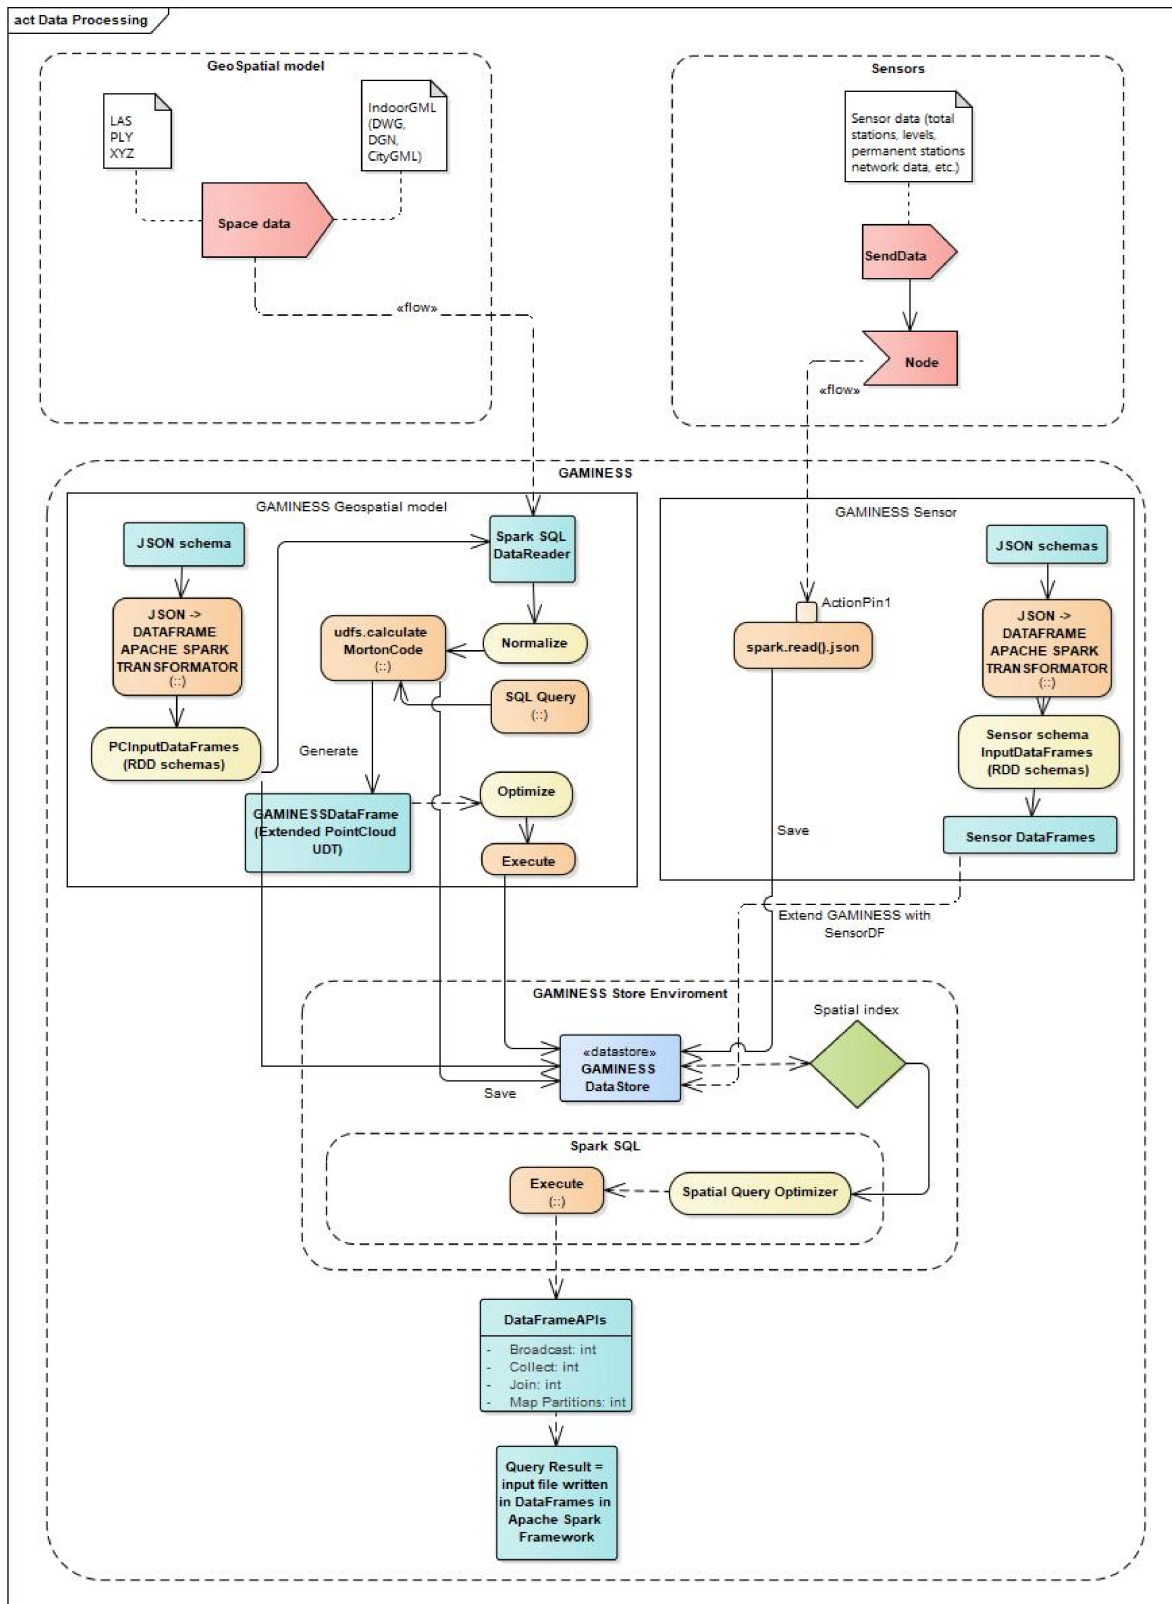 act Data Processing
GeoSpatial model
LAS
PLY
XYZ
IndoorGML
(DWG,
DGN,
CityGML)
Space data
«flow»
Sensors
Sensor data (total
stations, levels,
permanent stations
network data, etc.)
SendData
Node
«flow»
GAMINESS
GAMINESS Geospatial model
JSON schema
JSON ->
DATAFRAME
APACHE SPARK
TRANSFORMATOR
(::)
PCInputDataFrames
(RDD schemas)
Spark SQL
DataReader
Normalize
udfs.calculate
MortonCode
(::)
SQL Query
(::)
Generate
GAMINESSDataFrame
(Extended PointCloud
UDT)
Optimize
Execute
GAMINESS Sensor
ActionPin1
spark.read().json
JSON schemas
JSON ->
DATAFRAME
APACHE SPARK
TRANSFORMATOR
(::)
Sensor schema
InputDataFrames
(RDD schemas)
Sensor DataFrames
Save
Extend GAMINESS with
SensorDF
GAMINESS Store Enviroment
«datastore»
GAMINESS
DataStore
Save
Spatial index
Spark SQL
Execute
(::)
Spatial Query Optimizer
DataFrameAPIs
- Broadcast: int
- Collect: int
- Join: int
- Map Partitions: int
Query Result =
input file written
in DataFrames in
Apache Spark
Framework